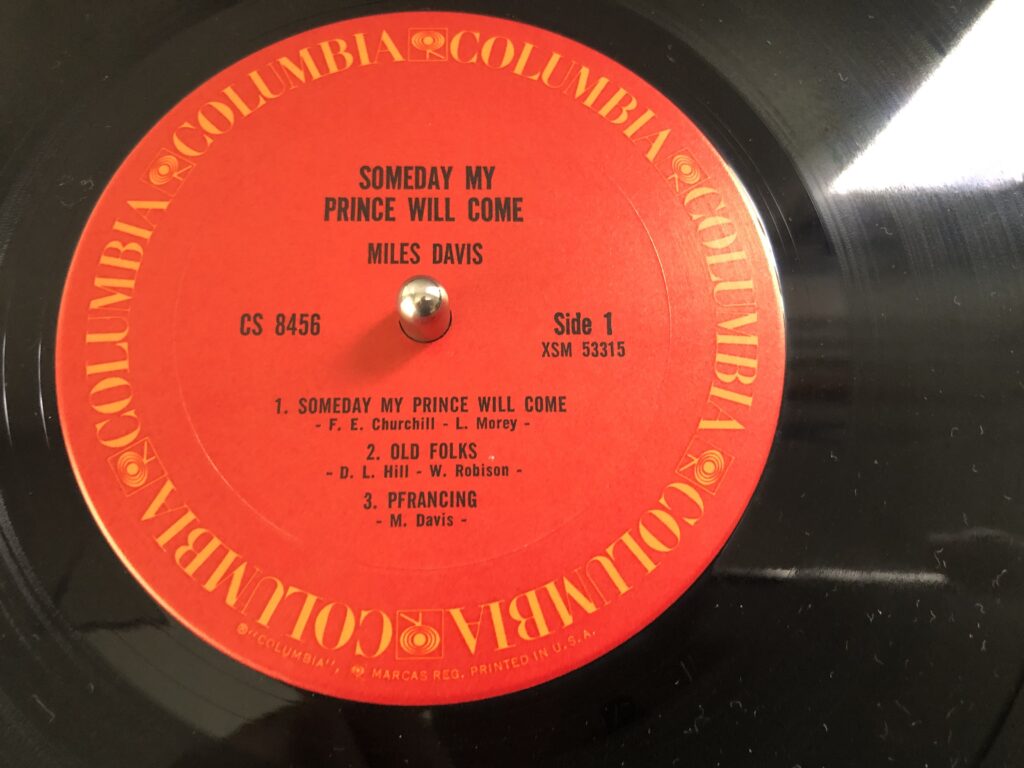 COLUMBIA COLUMBIA COLUMBIA COLUMBIA COLUMBIA COLUMBIA
SOMEDAY MY
PRINCE WILL COME
MILES DAVIS
CS 8456
Side 1
XSM 53315
1. SOMEDAY MY PRINCE WILL COME
- F. E. Churchill - L. Morey -
2. OLD FOLKS
- D. L. Hill - W. Robison -
3. PFRANCING
- M. Davis -
®"COLUMBIA", MARCAS REG. PRINTED IN U.S.A.